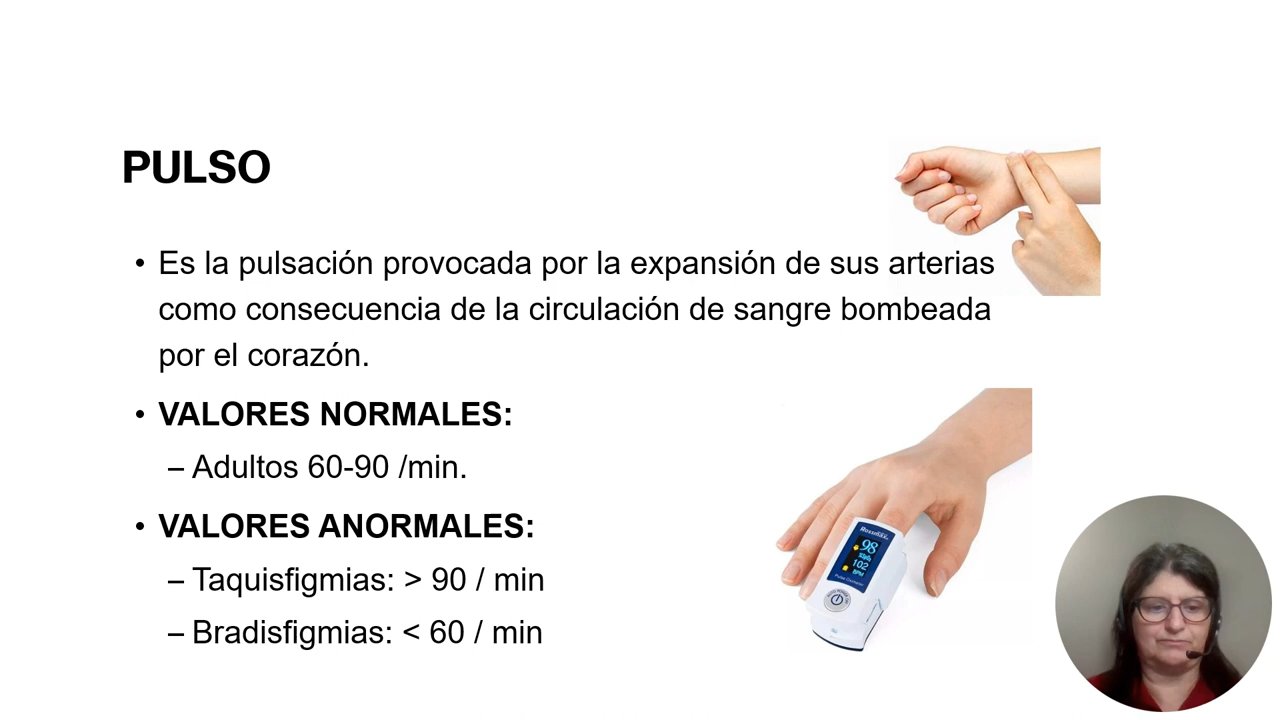 PULSO
• Es la pulsación provocada por la expansión de sus arterias
como consecuencia de la circulación de sangre bombeada
por el corazón.
• VALORES NORMALES:
– Adultos 60-90 /min.
• VALORES ANORMALES:
– Taquisfigmias: > 90 / min
– Bradisfigmias: < 60 / min
98
102
BPM